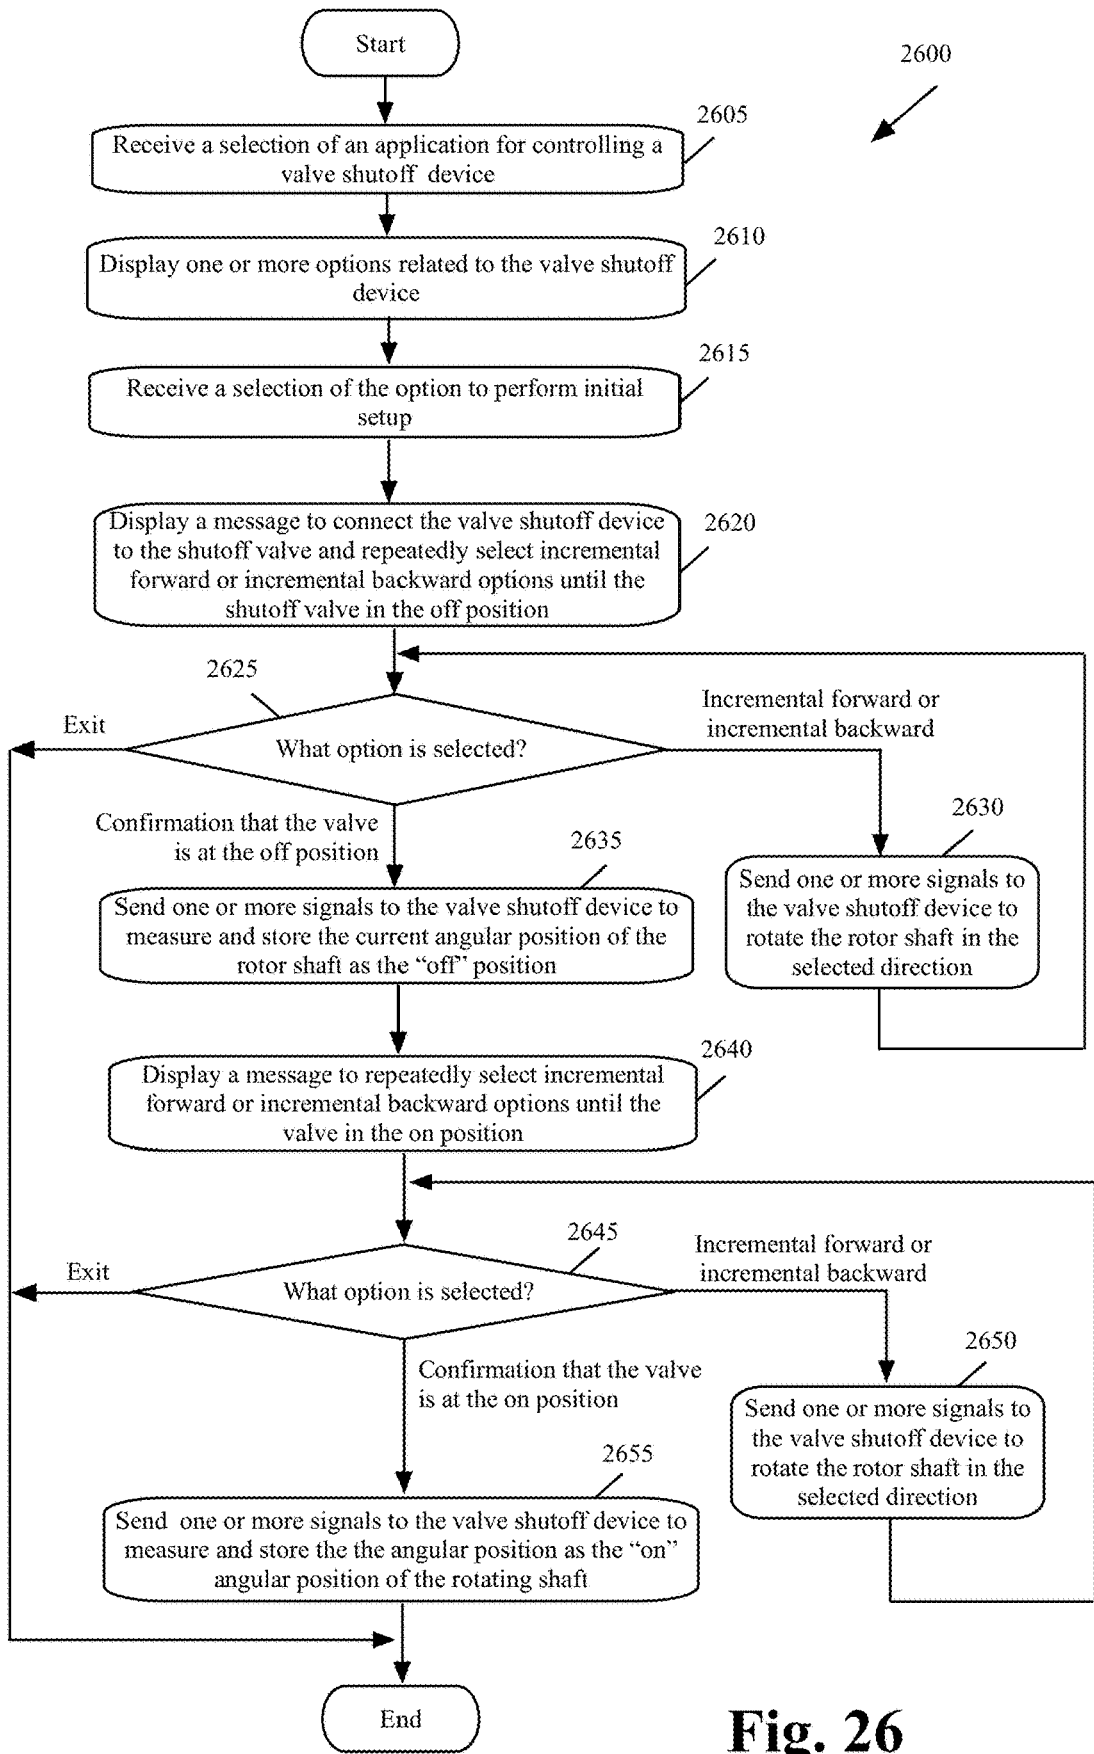 Start
2600
2605
Receive a selection of an application for controlling a
valve shutoff device
2610
Display one or more options related to the valve shutoff
device
2615
Receive a selection of the option to perform initial
setup
2620
Display a message to connect the valve shutoff device
to the shutoff valve and repeatedly select incremental
forward or incremental backward options until the
shutoff valve in the off position
2625
Exit
What option is selected?
Incremental forward or
incremental backward
Confirmation that the valve
is at the off position
2630
Send one or more signals to
the valve shutoff device to
rotate the rotor shaft in the
selected direction
2635
Send one or more signals to the valve shutoff device to
measure and store the current angular position of the
rotor shaft as the “off” position
2640
Display a message to repeatedly select incremental
forward or incremental backward options until the
valve in the on position
2645
Exit
What option is selected?
Incremental forward or
incremental backward
Confirmation that the valve
is at the on position
2650
Send one or more signals to
the valve shutoff device to
rotate the rotor shaft in the
selected direction
2655
Send one or more signals to the valve shutoff device to
measure and store the the angular position as the “on”
angular position of the rotating shaft
End
Fig. 26